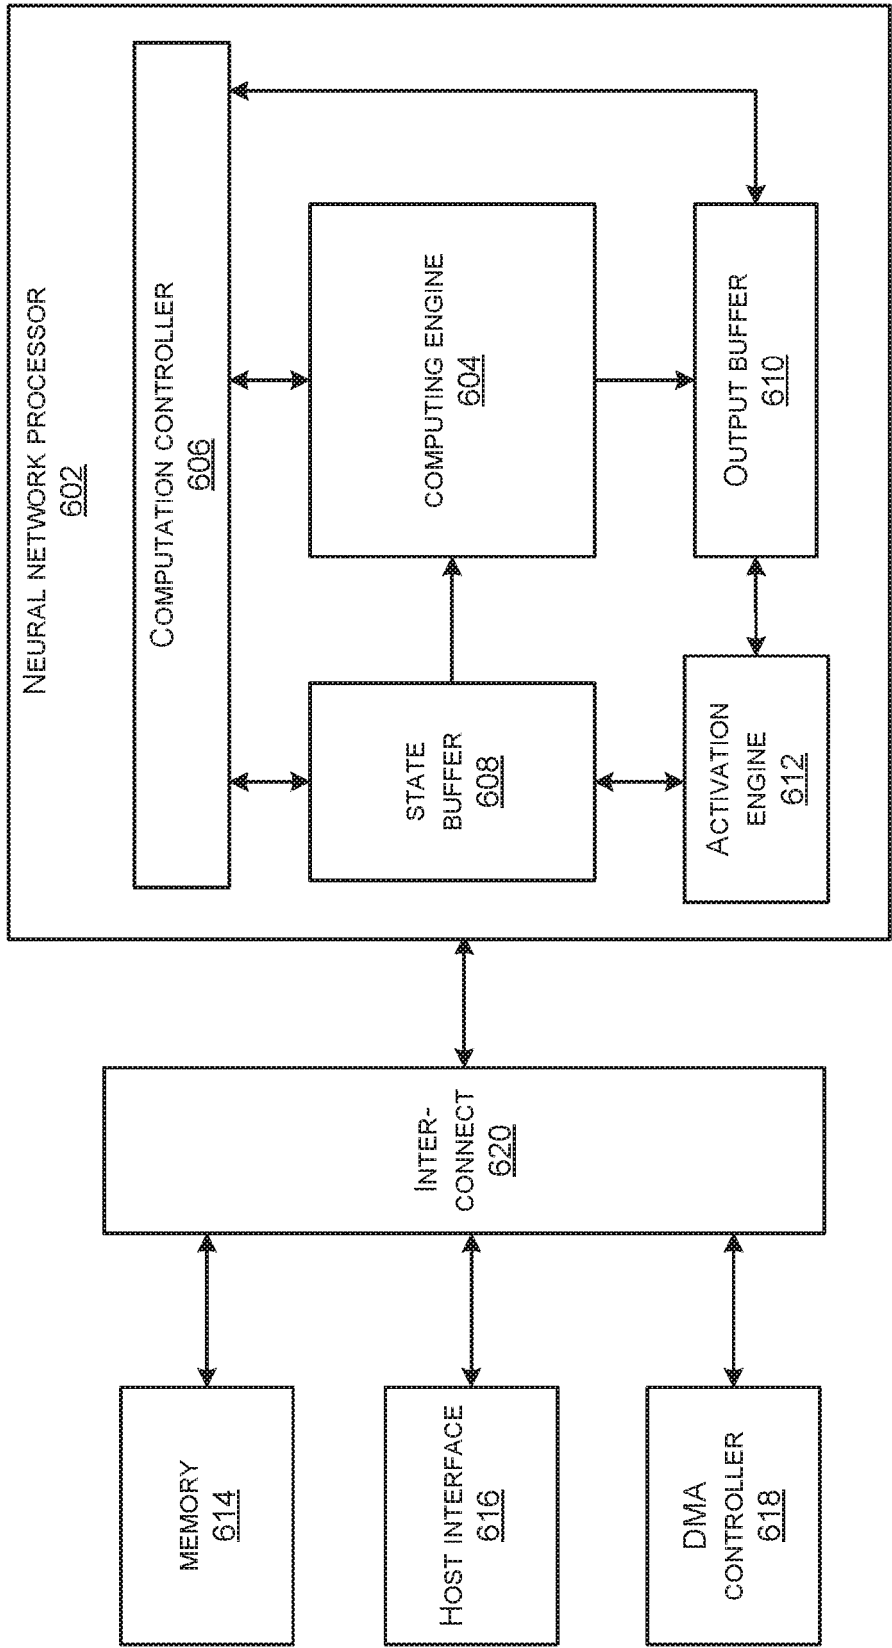 NEURAL NETWORK PROCESSOR
602
COMPUTATION CONTROLLER
606
MEMORY
614
INTER-
CONNECT
620
STATE
BUFFER
608
COMPUTING ENGINE
604
HOST INTERFACE
616
DMA
CONTROLLER
618
ACTIVATION
ENGINE
612
OUTPUT BUFFER
610